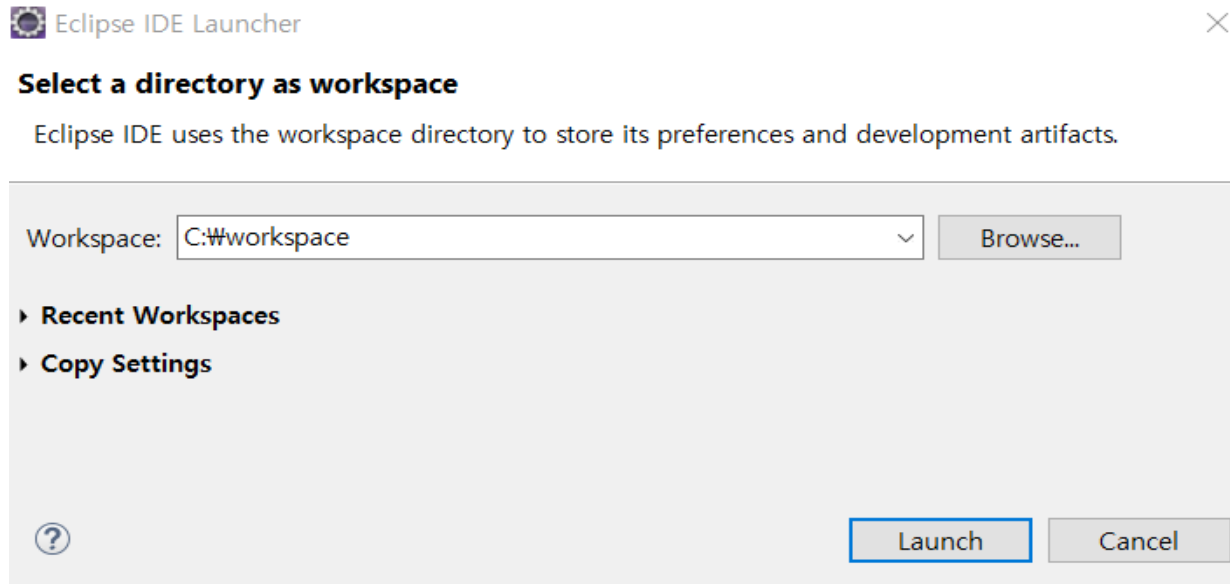 Eclipse IDE Launcher
Select a directory as workspace
Eclipse IDE uses the workspace directory to store its preferences and development artifacts.
Workspace: C:₩workspace Browse...
Recent Workspaces
Copy Settings
? Launch Cancel